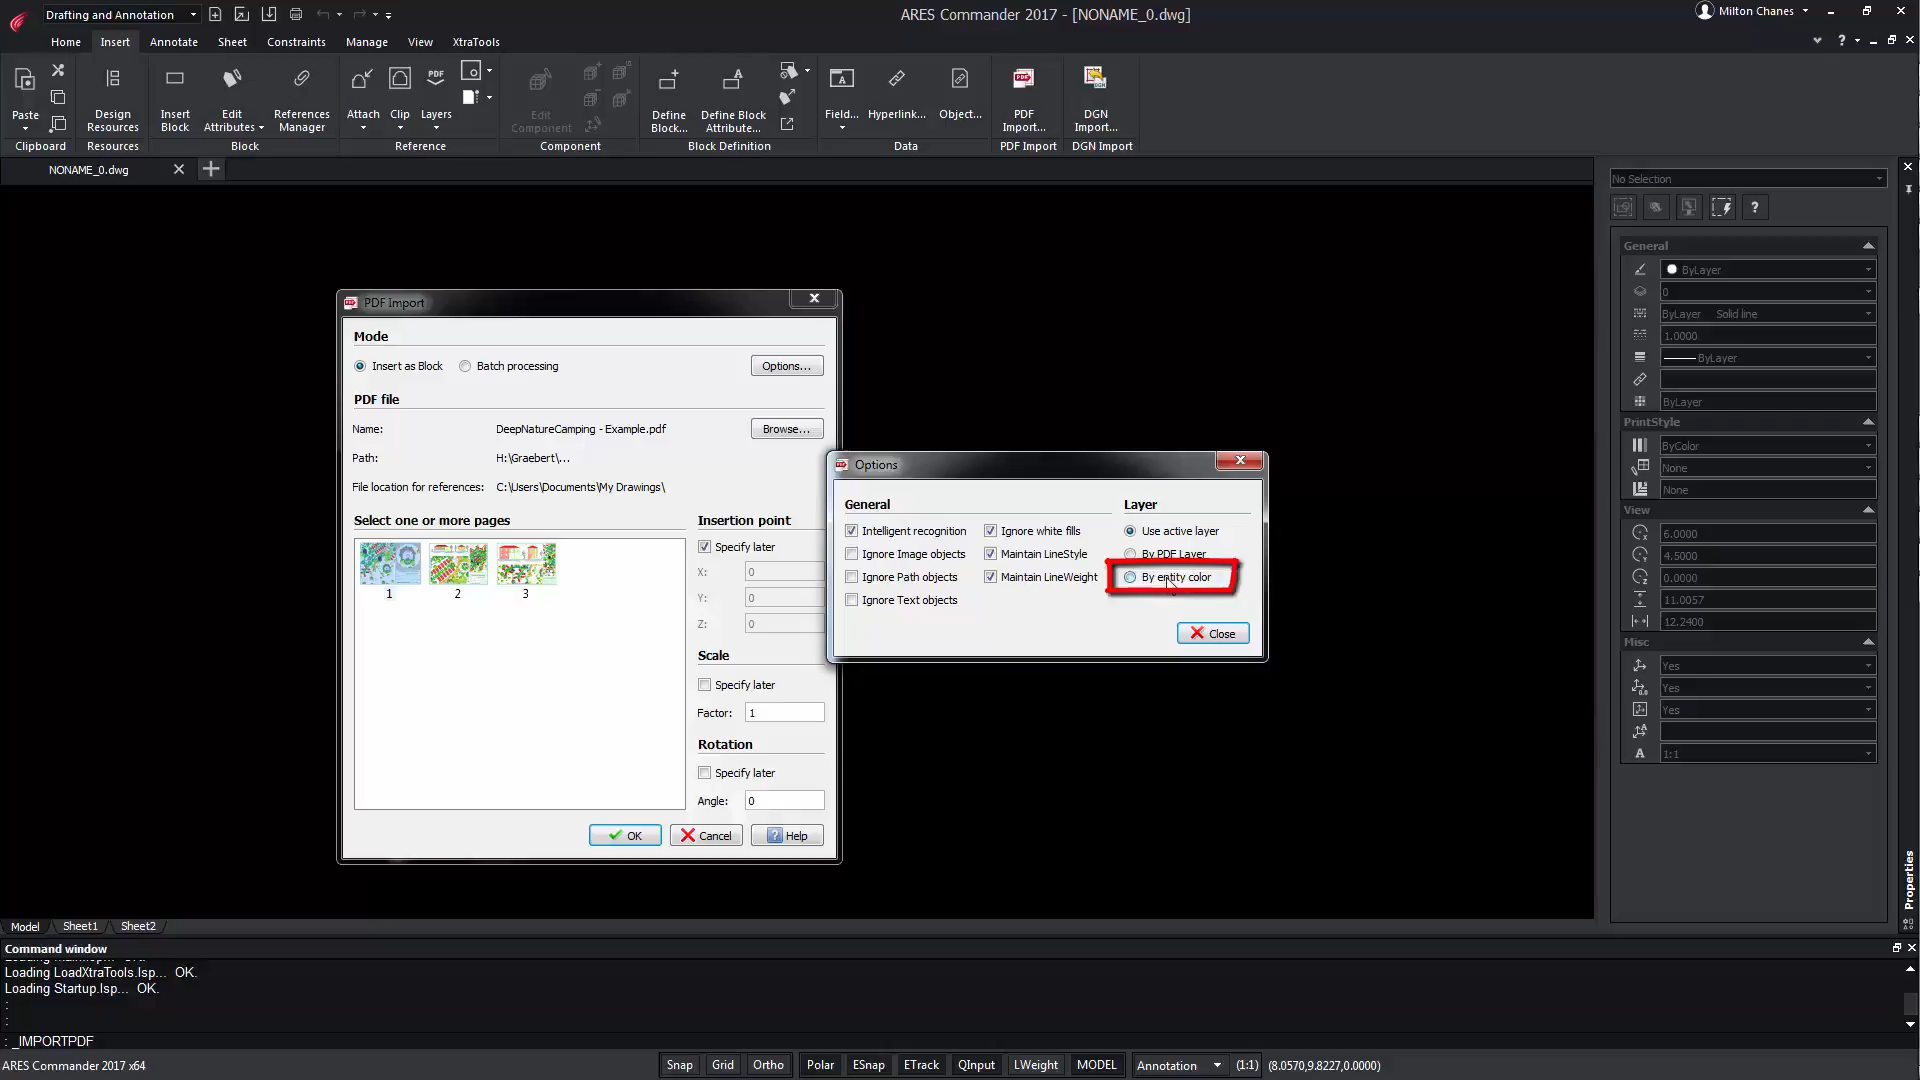 Drafting and Annotation
ARES Commander 2017 - [NONAME_0.dwg]
Milton Chanes
Home Insert Annotate Sheet Constraints Manage View XtraTools
Paste
Clipboard
Design Resources
Resources
Insert Block
Edit Attributes
References Manager
Block
Attach
Clip
PDF
Layers
Reference
Edit Component
Component
Define Block...
Define Block Attribute...
Block Definition
Field...
Hyperlink...
Object...
Data
PDF Import...
PDF Import
DGN Import...
DGN Import
NONAME_0.dwg
PDF Import
Mode
Insert as Block Batch processing Options...
PDF file
Name: DeepNatureCamping - Example.pdf Browse...
Path: H:\Graebert\...
File location for references: C:\Users\Documents\My Drawings\
Select one or more pages
1 2 3
Insertion point
Specify later
X: 0
Y: 0
Z: 0
Scale
Specify later
Factor: 1
Rotation
Specify later
Angle: 0
OK Cancel Help
Options
General
Intelligent recognition Ignore white fills
Ignore Image objects Maintain LineStyle
Ignore Path objects Maintain LineWeight
Ignore Text objects
Layer
Use active layer
By PDF Layer
By entity color
Close
No Selection
General
ByLayer
0
ByLayer Solid line
1.0000
ByLayer
ByLayer
PrintStyle
ByColor
None
None
View
6.0000
4.5000
0.0000
11.0057
12.2400
Misc
Yes
Yes
Yes
1:1
Properties
Model Sheet1 Sheet2
Command window
Loading LoadXtraTools.lsp... OK.
Loading Startup.lsp... OK.
:
:
: _IMPORTPDF
ARES Commander 2017 x64
Snap Grid Ortho Polar ESnap ETrack QInput LWeight MODEL Annotation (1:1) (8.0570,9.8227,0.0000)